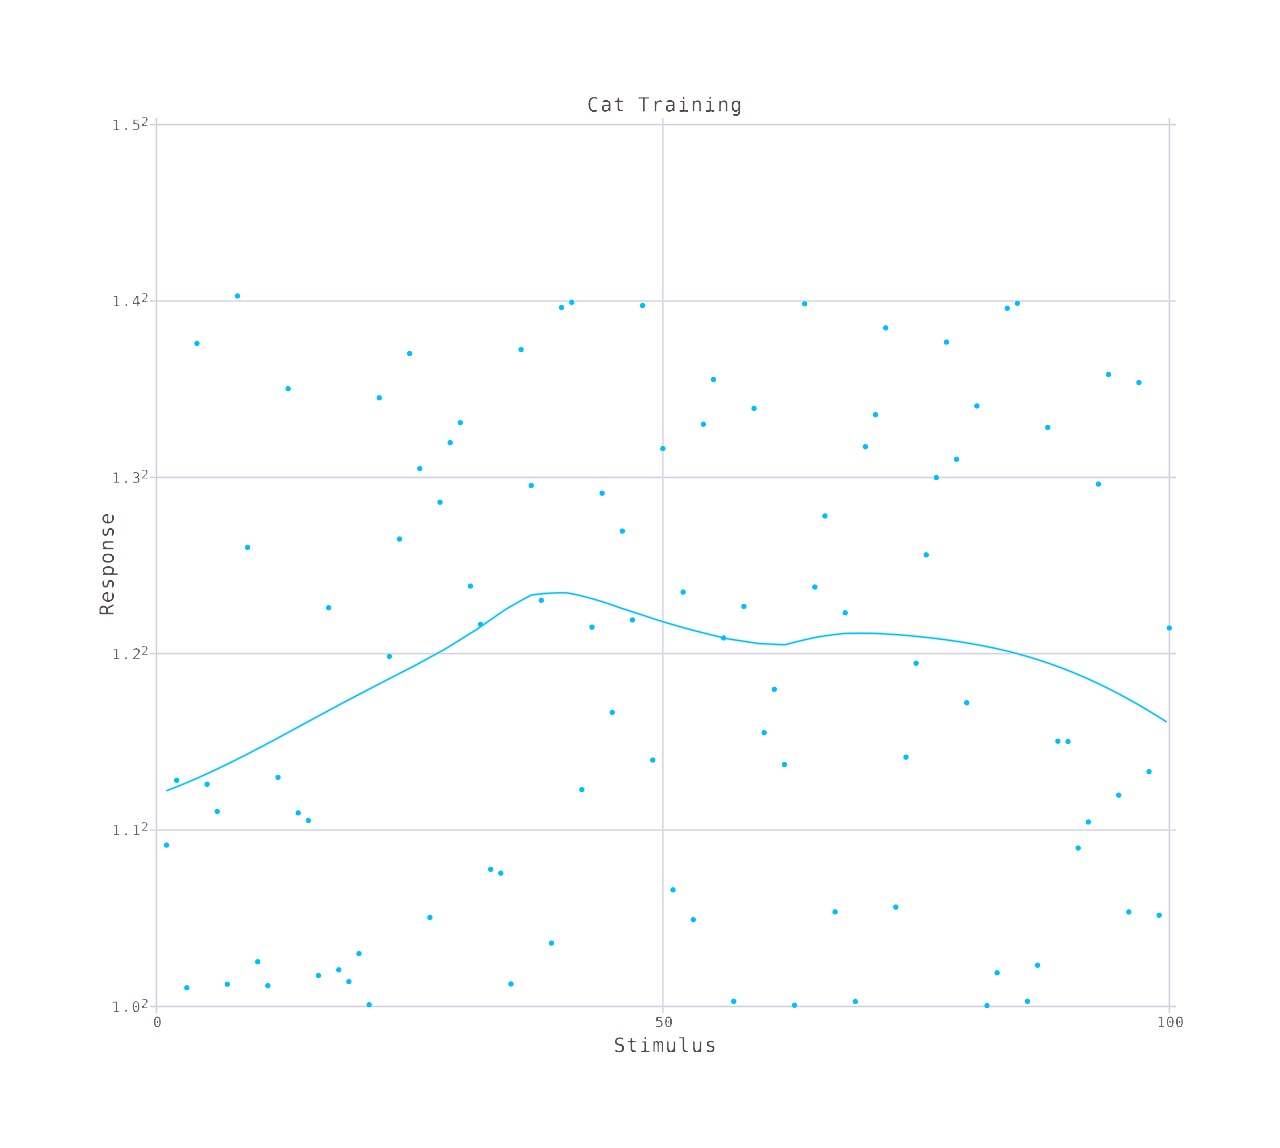 Cat Training
1.5²
1.4²
1.3²
1.2²
1.1²
1.0²
Response
0 50 100
Stimulus